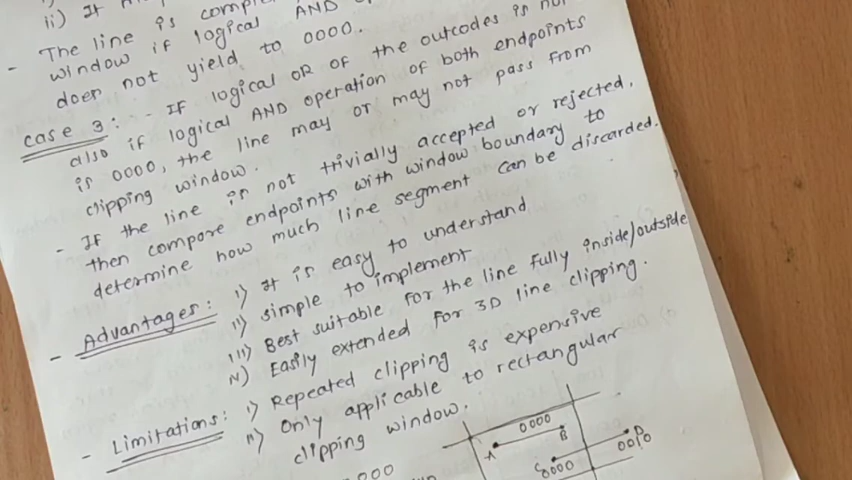 ii) It
- The line is
window if logical AND
does not yield to 0000.
case 3 : - If logical OR of the outcodes is
also if logical AND operation of both endpoints
is 0000, the line may or may not pass from
clipping window.
- If the line is not trivially accepted or rejected,
then compare endpoints with window boundary to
determine how much line segment can be discarded.
- Advantages : i) It is easy to understand
ii) simple to implement
iii) Best suitable for the line fully inside/outside
iv) Easily extended for 3D line clipping.
- Limitations : i) Repeated clipping is expensive
ii) Only applicable to rectangular
clipping window.
0000
A B
C D
0000 0010